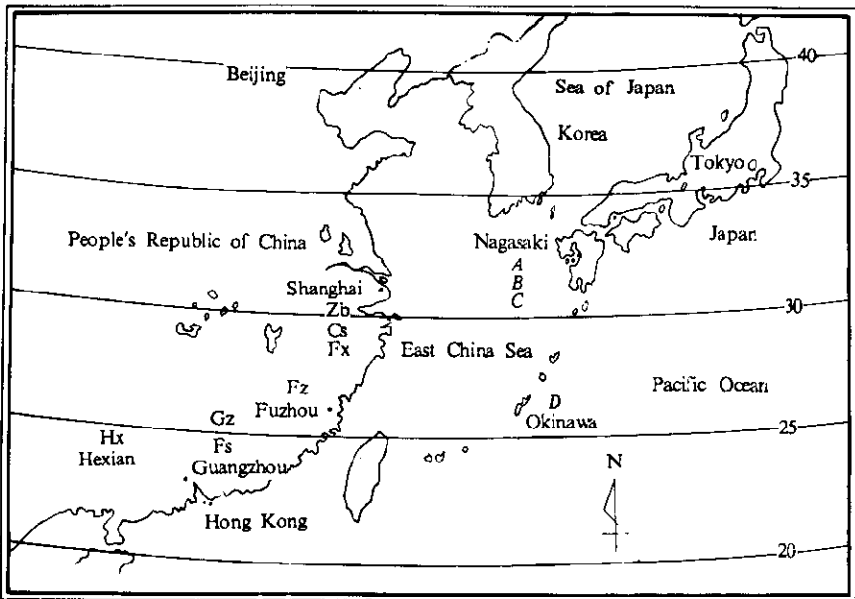 40
Beijing
Sea of Japan
Korea
Tokyo
35
People's Republic of China
Nagasaki
Japan
A
B
Shanghai
C
Zb
30
Cs
Fx
East China Sea
Fz
Pacific Ocean
Fuzhou
D
Gz
Okinawa
25
Hx
Fs
Hexian
Guangzhou
N
Hong Kong
20